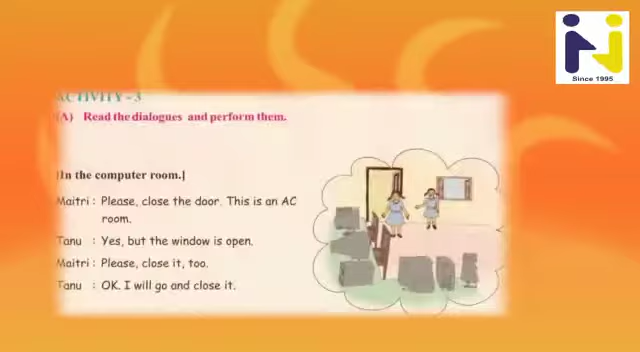 Since 1995
ACTIVITY - 3
(A) Read the dialogues and perform them.
[In the computer room.]
Maitri : Please, close the door. This is an AC
room.
Tanu : Yes, but the window is open.
Maitri : Please, close it, too.
Tanu : OK. I will go and close it.